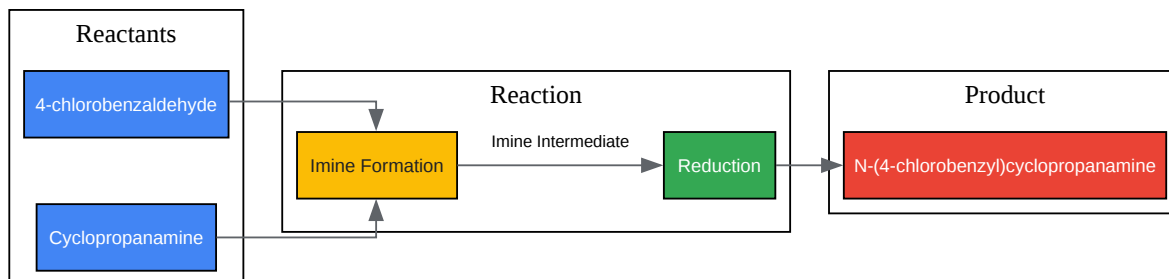 Reactants
4-chlorobenzaldehyde
Cyclopropanamine
Reaction
Imine Formation
Imine Intermediate
Reduction
Product
N-(4-chlorobenzyl)cyclopropanamine